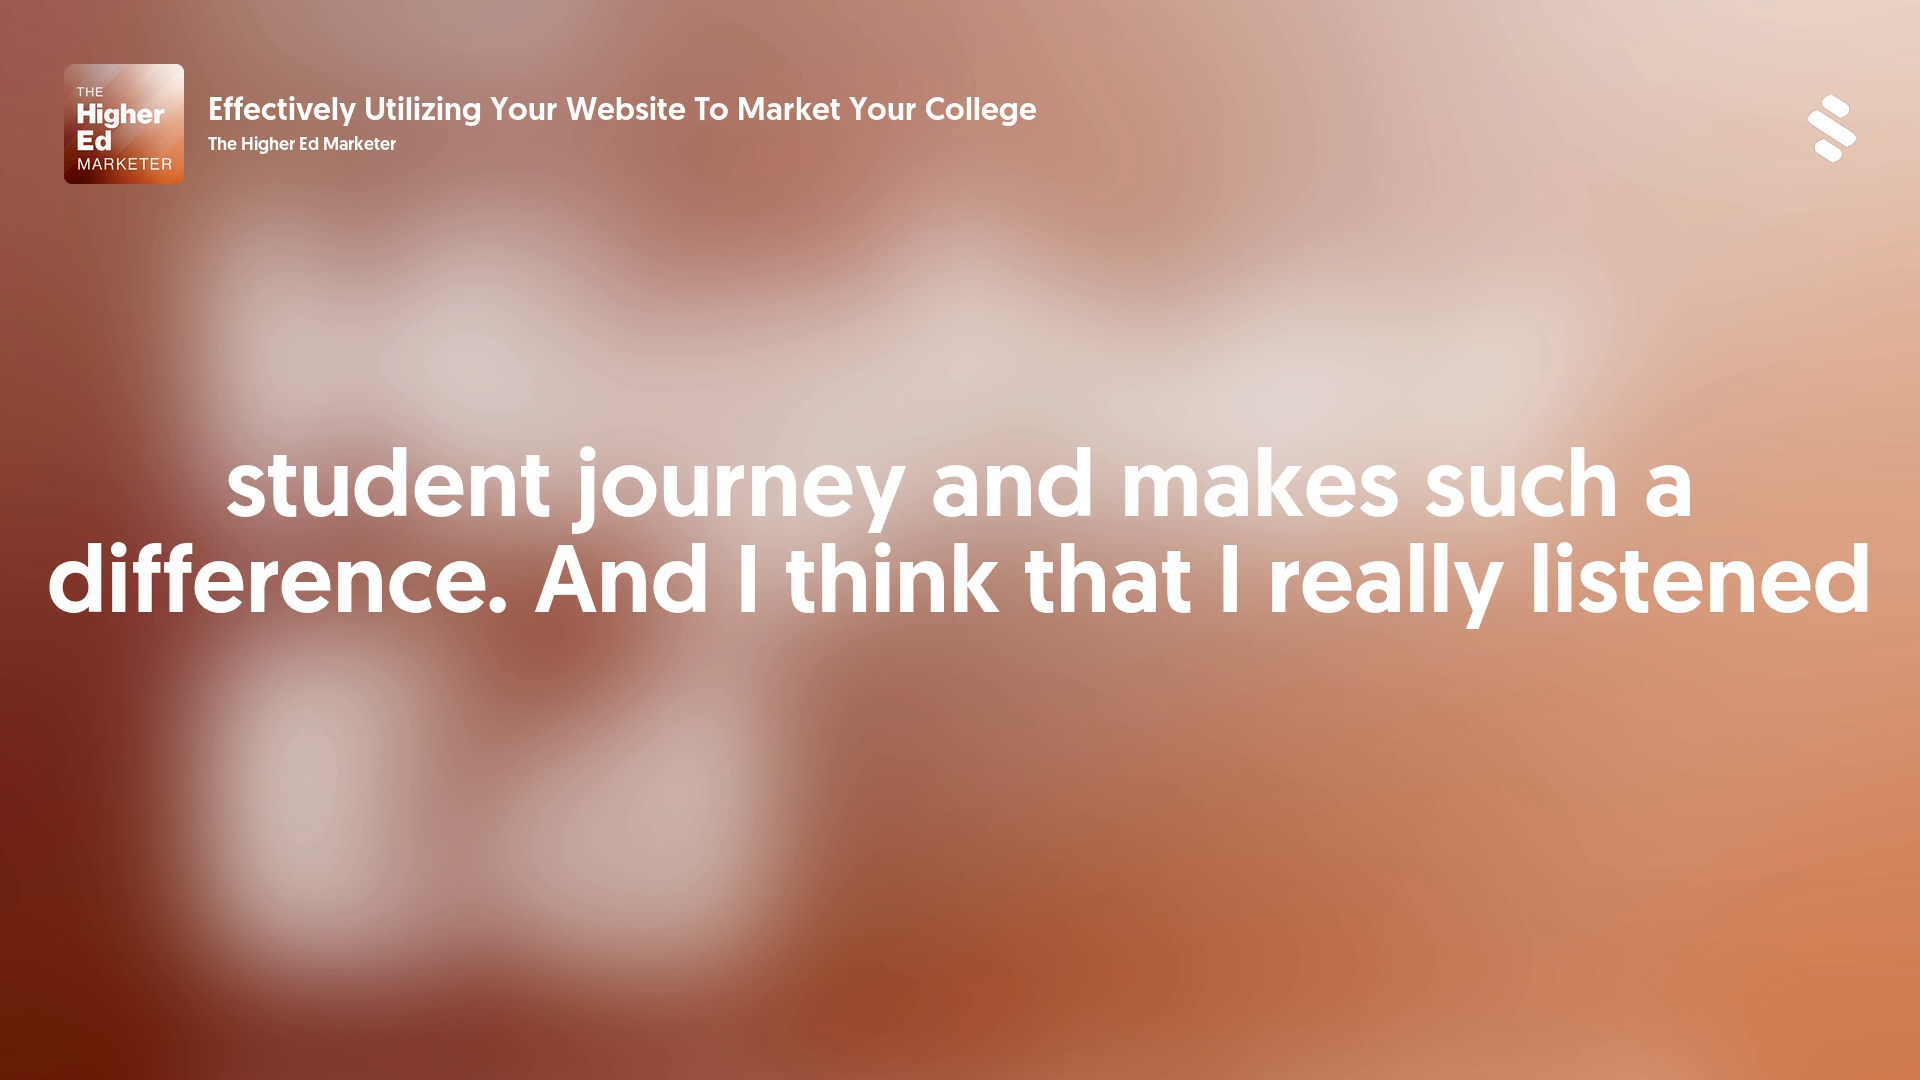 THE
Higher
Ed
MARKETER
Effectively Utilizing Your Website To Market Your College
The Higher Ed Marketer
student journey and makes such a
difference. And I think that I really listened